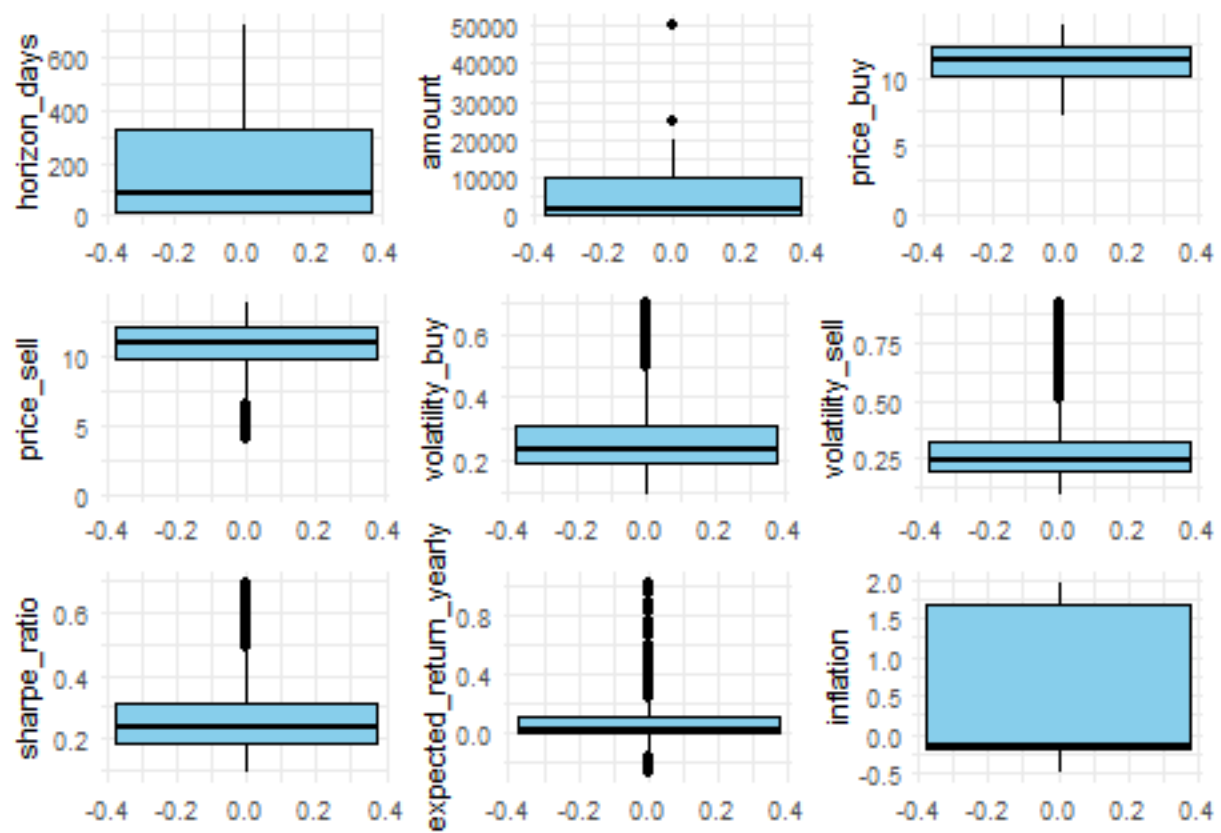 horizon_days
600
400
200
0
-0.4 -0.2 0.0 0.2 0.4
amount
50000
40000
30000
20000
10000
0
-0.4 -0.2 0.0 0.2 0.4
price_buy
10
5
0
-0.4 -0.2 0.0 0.2 0.4
price_sell
10
5
0
-0.4 -0.2 0.0 0.2 0.4
volatility_buy
0.6
0.4
0.2
-0.4 -0.2 0.0 0.2 0.4
volatility_sell
0.75
0.50
0.25
-0.4 -0.2 0.0 0.2 0.4
sharpe_ratio
0.6
0.4
0.2
-0.4 -0.2 0.0 0.2 0.4
expected_return_yearly
0.8
0.4
0.0
-0.4 -0.2 0.0 0.2 0.4
inflation
2.0
1.5
1.0
0.5
0.0
-0.5
-0.4 -0.2 0.0 0.2 0.4